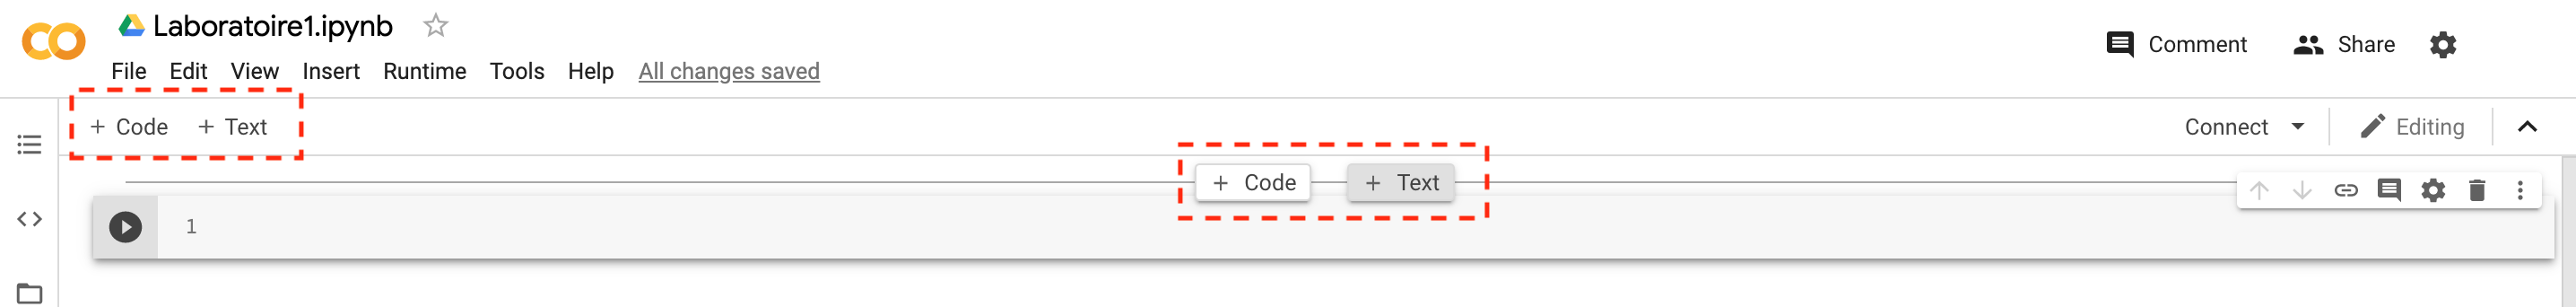 Laboratoire1.ipynb
Comment Share
File Edit View Insert Runtime Tools Help All changes saved
+ Code + Text
Connect Editing
+ Code + Text
1